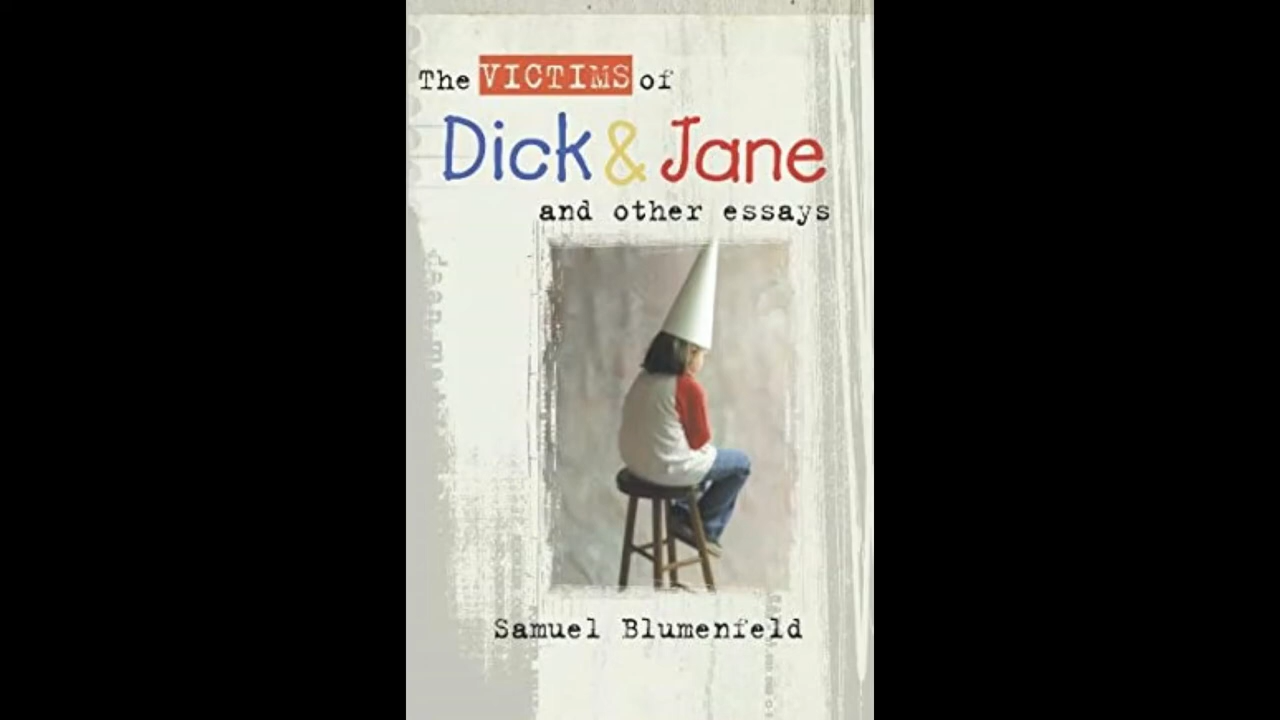 The VICTIMS of
Dick & Jane
and other essays
Samuel Blumenfeld